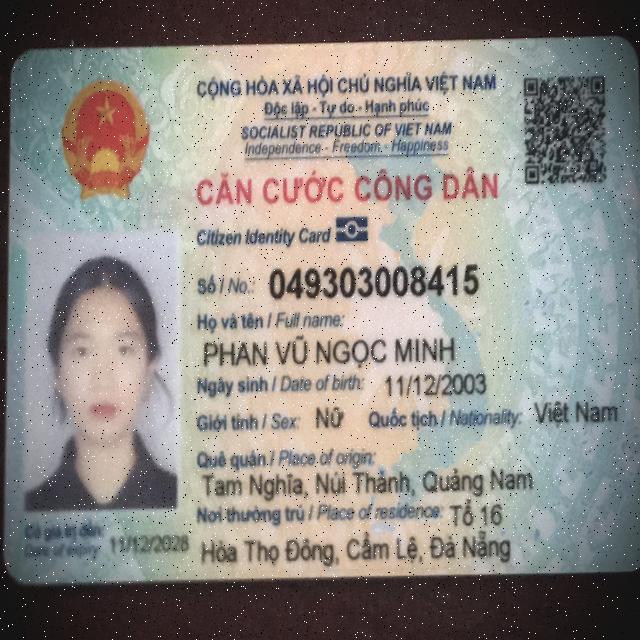 CỘNG HÒA XÃ HỘI CHỦ NGHĨA VIỆT NAM
Độc lập - Tự do - Hạnh phúc
SOCIALIST REPUBLIC OF VIET NAM
Independence - Freedom - Happiness
CĂN CƯỚC CÔNG DÂN
Citizen Identity Card
Số / No.: 049303008415
Họ và tên / Full name:
PHAN VŨ NGỌC MINH
Ngày sinh / Date of birth: 11/12/2003
Giới tính / Sex: Nữ Quốc tịch / Nationality: Việt Nam
Quê quán / Place of origin:
Tam Nghĩa, Núi Thành, Quảng Nam
Nơi thường trú / Place of residence: Tổ 16
Hòa Thọ Đông, Cẩm Lệ, Đà Nẵng
Có giá trị đến
Date of expiry 11/12/2028